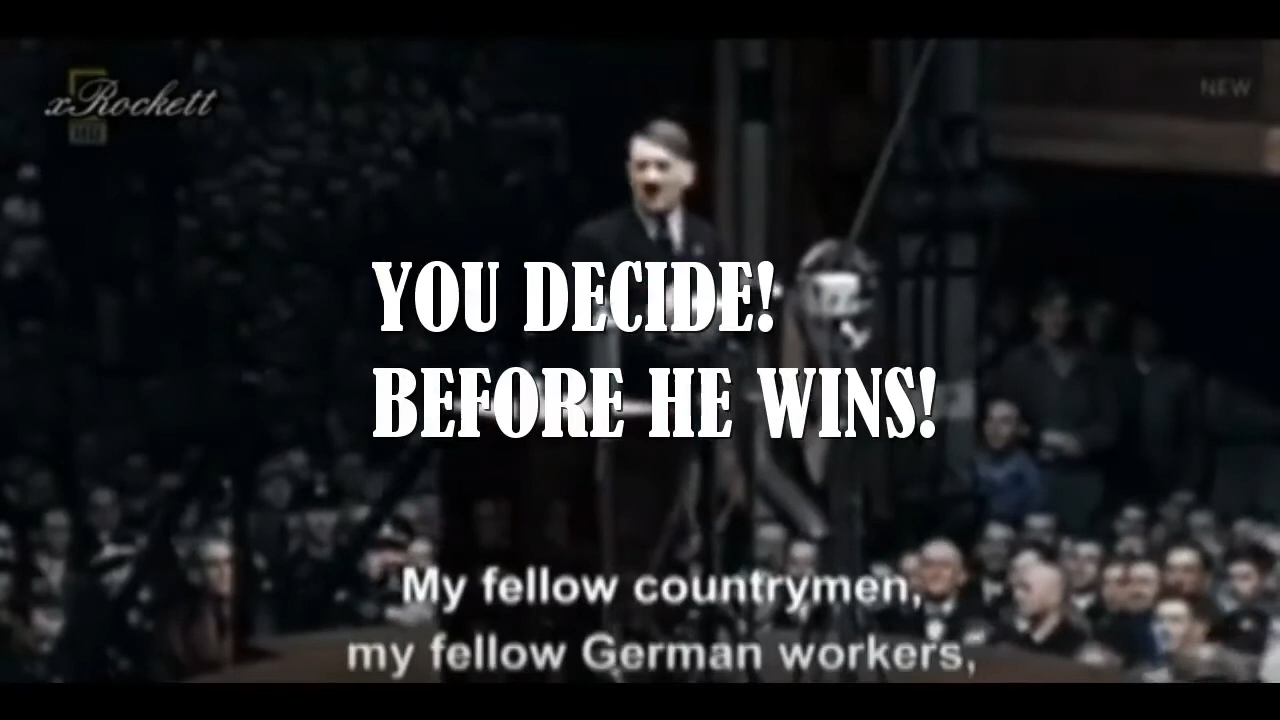 xRockett
NEW
YOU DECIDE!
BEFORE HE WINS!
My fellow countrymen,
my fellow German workers,